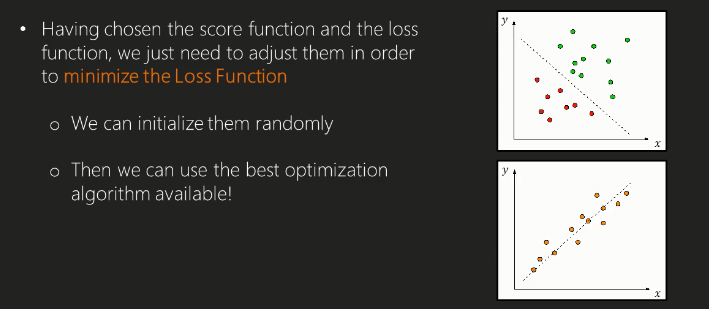 • Having chosen the score function and the loss
function, we just need to adjust them in order
to minimize the Loss Function
o We can initialize them randomly
o Then we can use the best optimization
algorithm available!
y
x
y
x